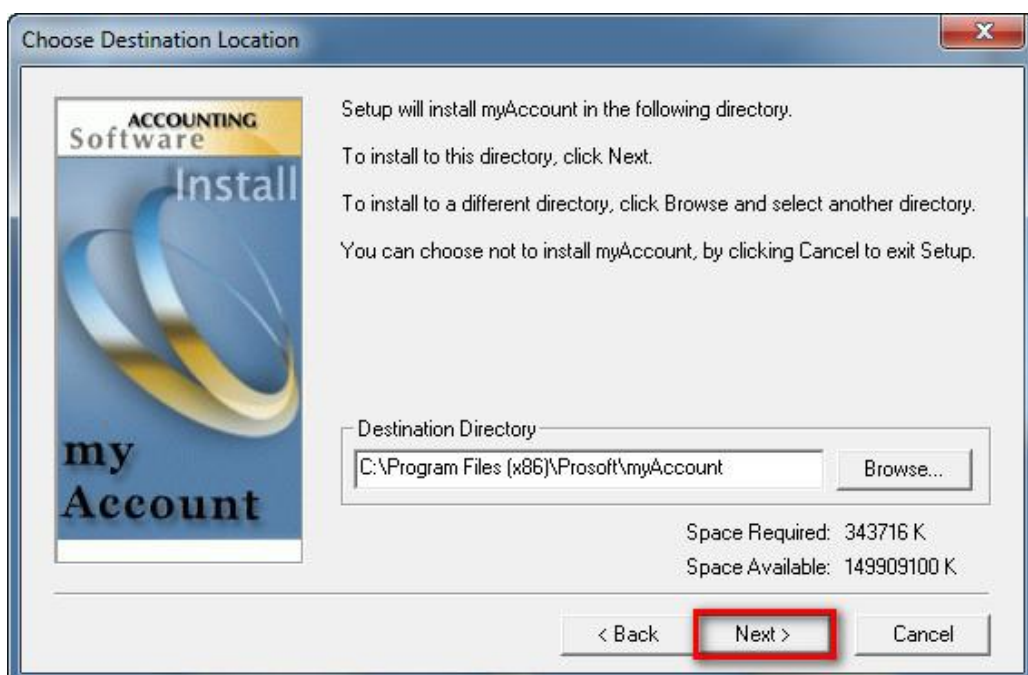 Choose Destination Location
x
ACCOUNTING
Software
Install
my
Account
Setup will install myAccount in the following directory.
To install to this directory, click Next.
To install to a different directory, click Browse and select another directory.
You can choose not to install myAccount, by clicking Cancel to exit Setup.
Destination Directory
C:\Program Files (x86)\Prosoft\myAccount
Browse...
Space Required: 343716 K
Space Available: 149909100 K
< Back
Next >
Cancel